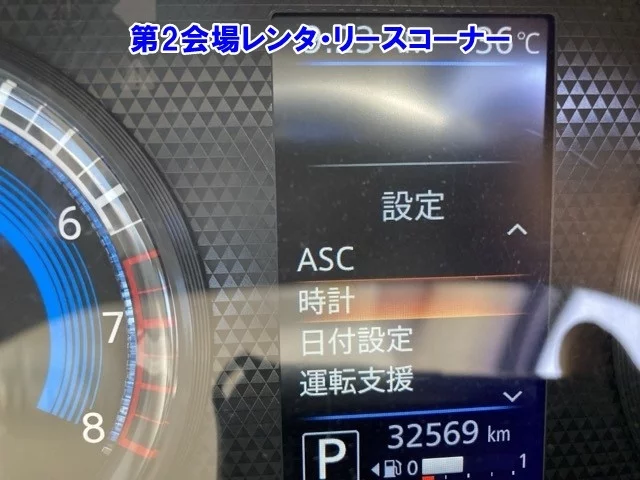 第2会場レンタ・リースコーナー
36℃
設定
ASC
時計
6
日付設定
7
運転支援
8
32569 km
P
0
1